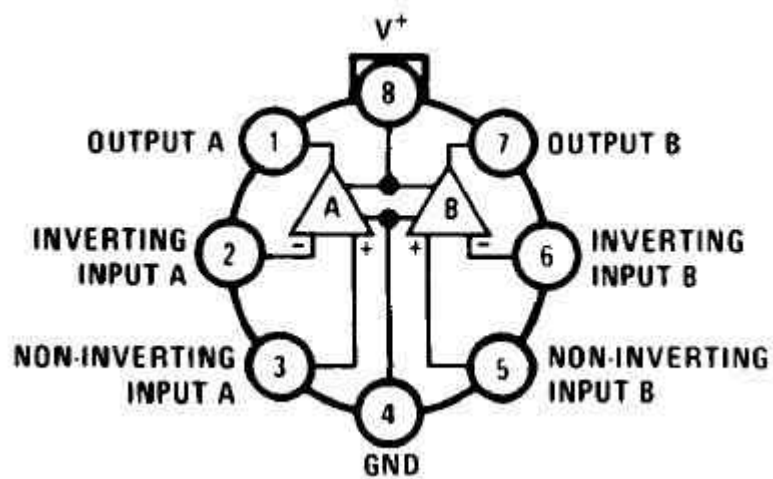 V+
8
OUTPUT A
1
7
OUTPUT B
A
B
INVERTING
INPUT A
2
-
+
+
-
6
INVERTING
INPUT B
NON-INVERTING
INPUT A
3
5
NON-INVERTING
INPUT B
4
GND